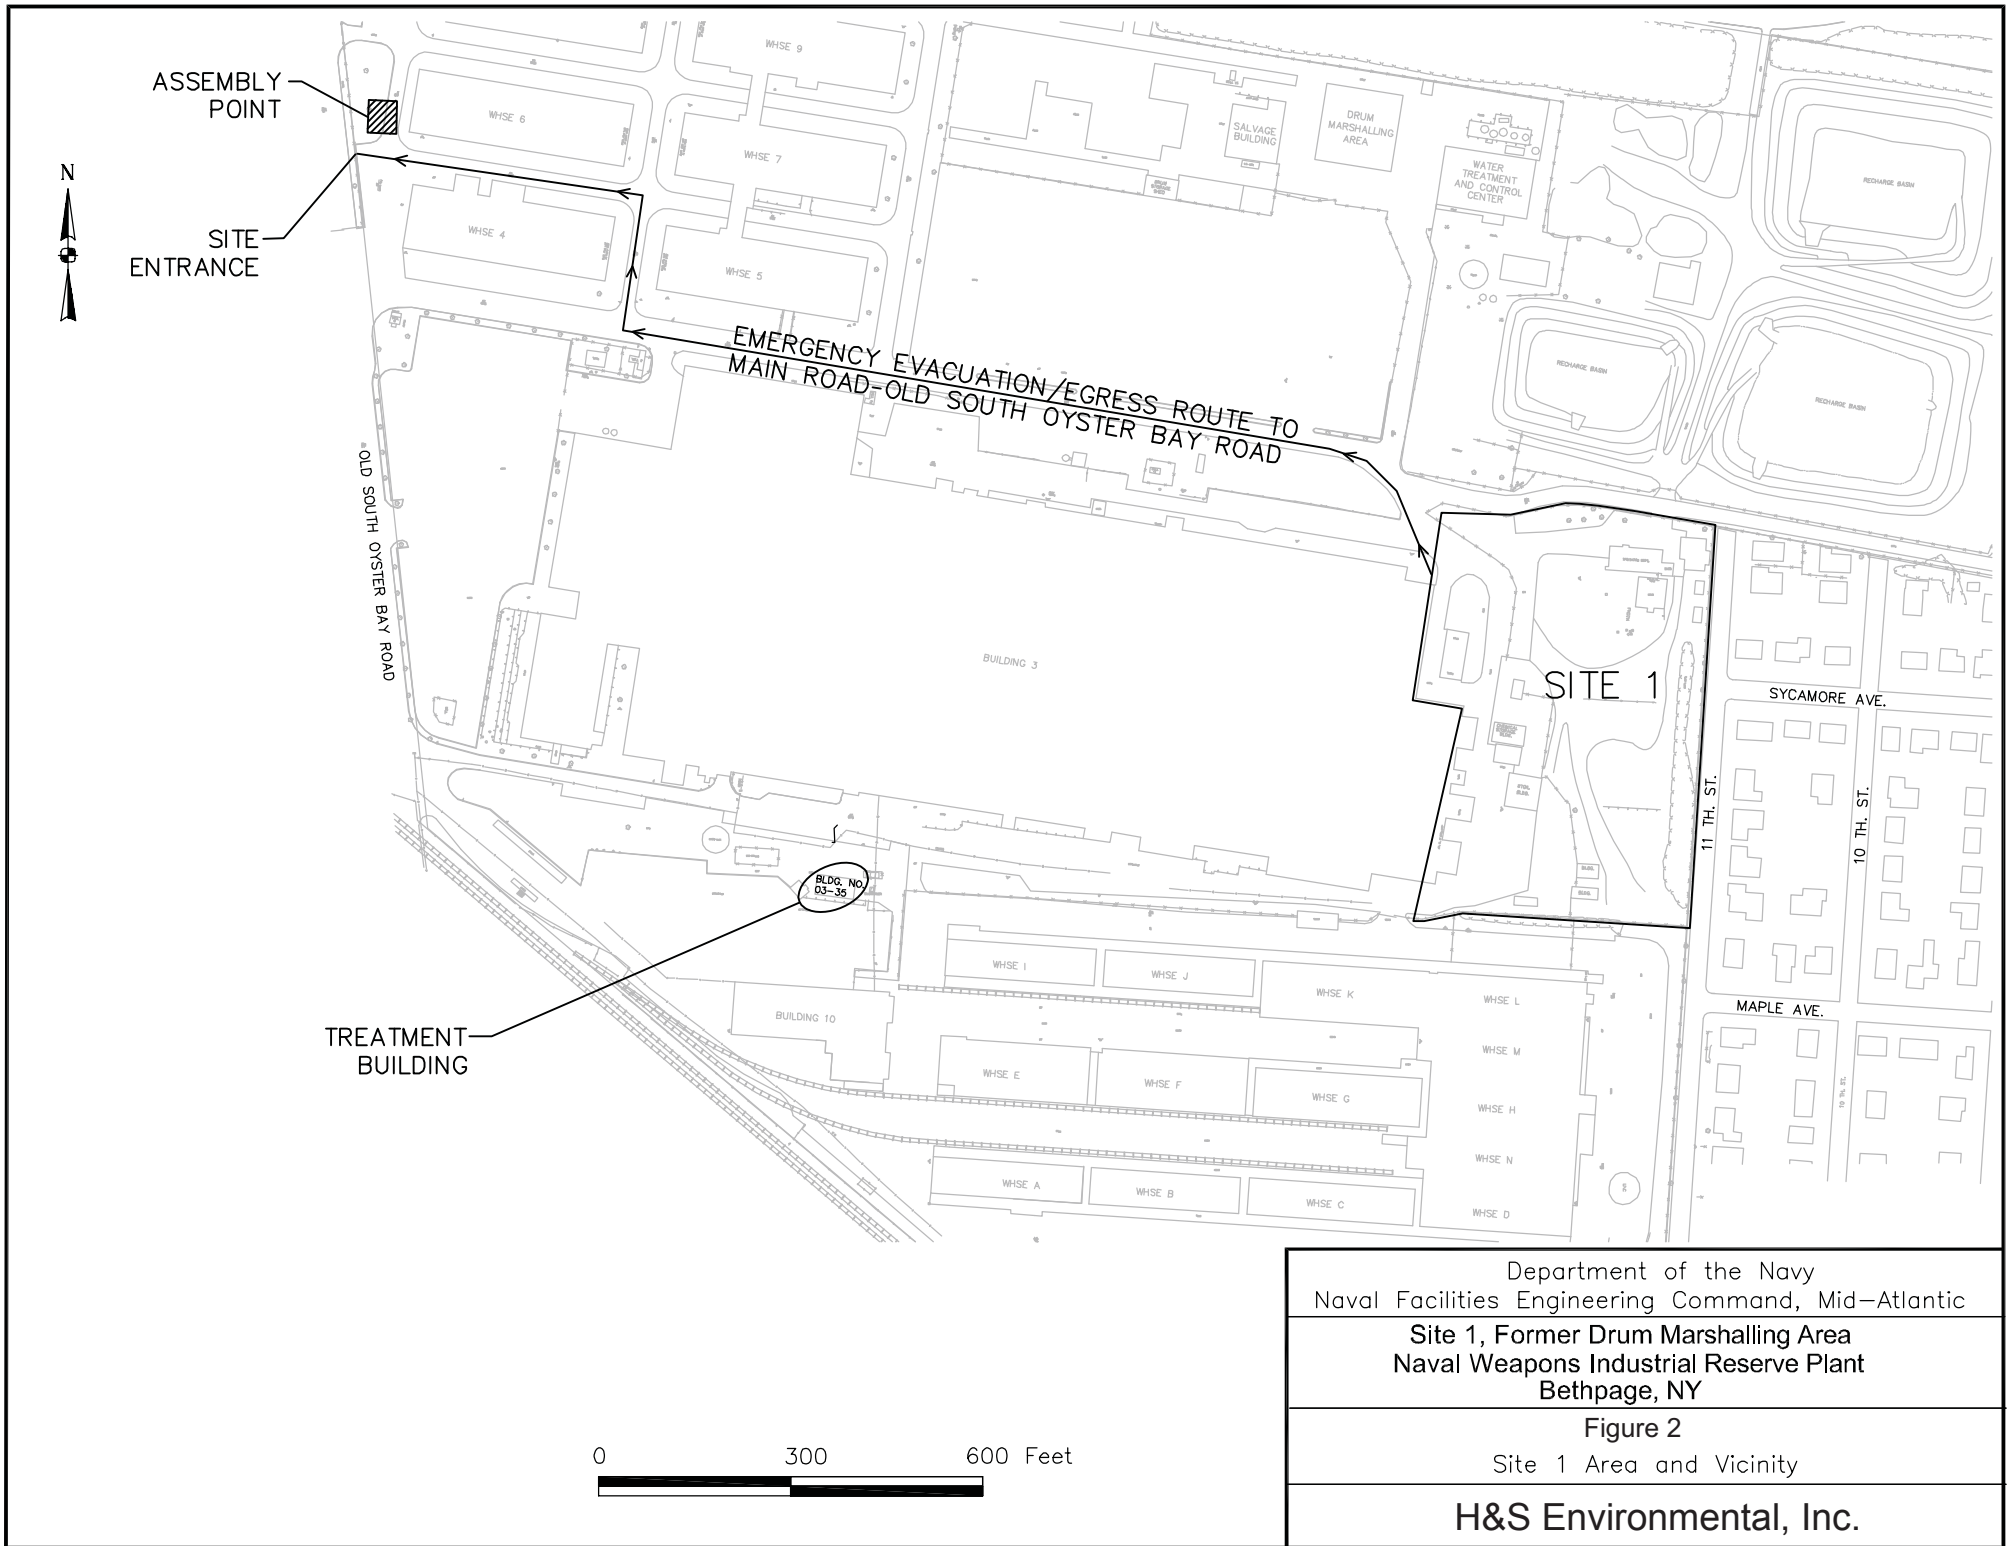 ASSEMBLY
POINT
N
SITE
ENTRANCE
WHSE 9
WHSE 6
WHSE 7
WHSE 4
WHSE 5
SALVAGE
BUILDING
DRUM
MARSHALLING
AREA
WATER
TREATMENT
AND CONTROL
CENTER
RECHARGE BASIN
RECHARGE BASIN
RECHARGE BASIN
EMERGENCY EVACUATION/EGRESS ROUTE TO
MAIN ROAD-OLD SOUTH OYSTER BAY ROAD
OLD SOUTH OYSTER BAY ROAD
BUILDING 3
SITE 1
SYCAMORE AVE.
11 TH. ST.
10 TH. ST.
MAPLE AVE.
10 TH. ST.
BLDG. NO.
03-35
TREATMENT
BUILDING
BUILDING 10
WHSE I
WHSE J
WHSE K
WHSE L
WHSE M
WHSE E
WHSE F
WHSE G
WHSE H
WHSE N
WHSE A
WHSE B
WHSE C
WHSE D
0 300 600 Feet
Department of the Navy
Naval Facilities Engineering Command, Mid-Atlantic
Site 1, Former Drum Marshalling Area
Naval Weapons Industrial Reserve Plant
Bethpage, NY
Figure 2
Site 1 Area and Vicinity
H&S Environmental, Inc.